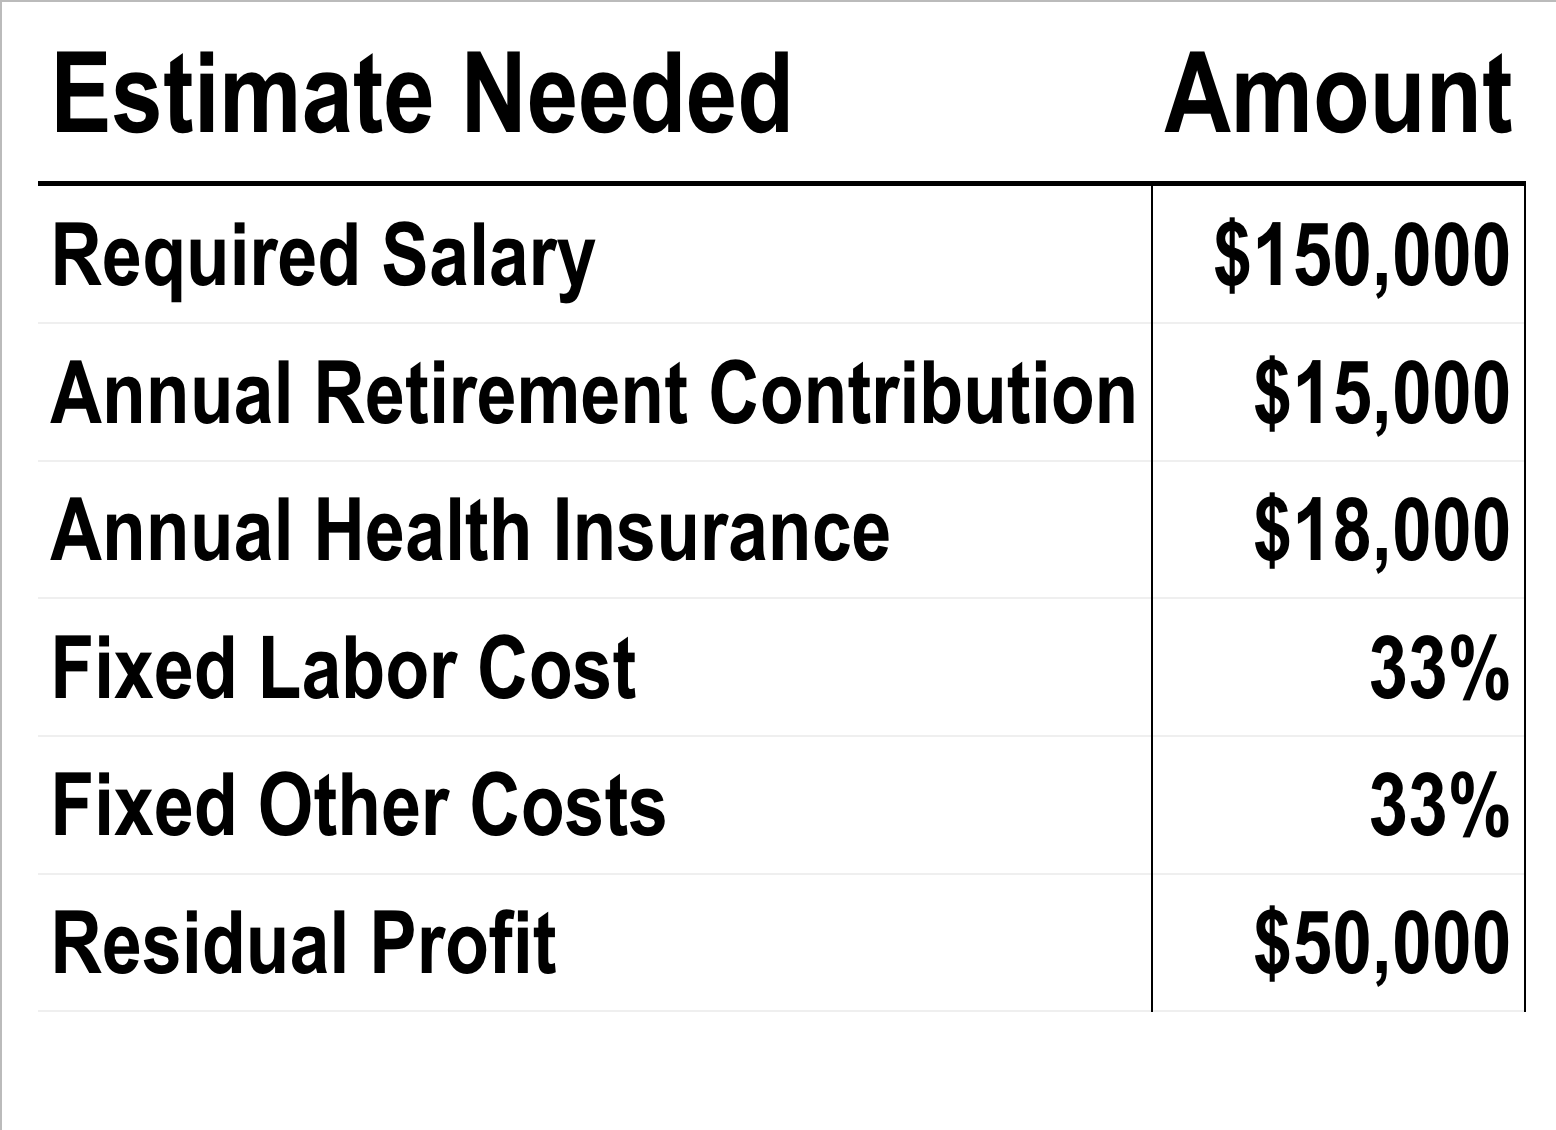 Estimate Needed Amount
Required Salary $150,000
Annual Retirement Contribution $15,000
Annual Health Insurance $18,000
Fixed Labor Cost 33%
Fixed Other Costs 33%
Residual Profit $50,000